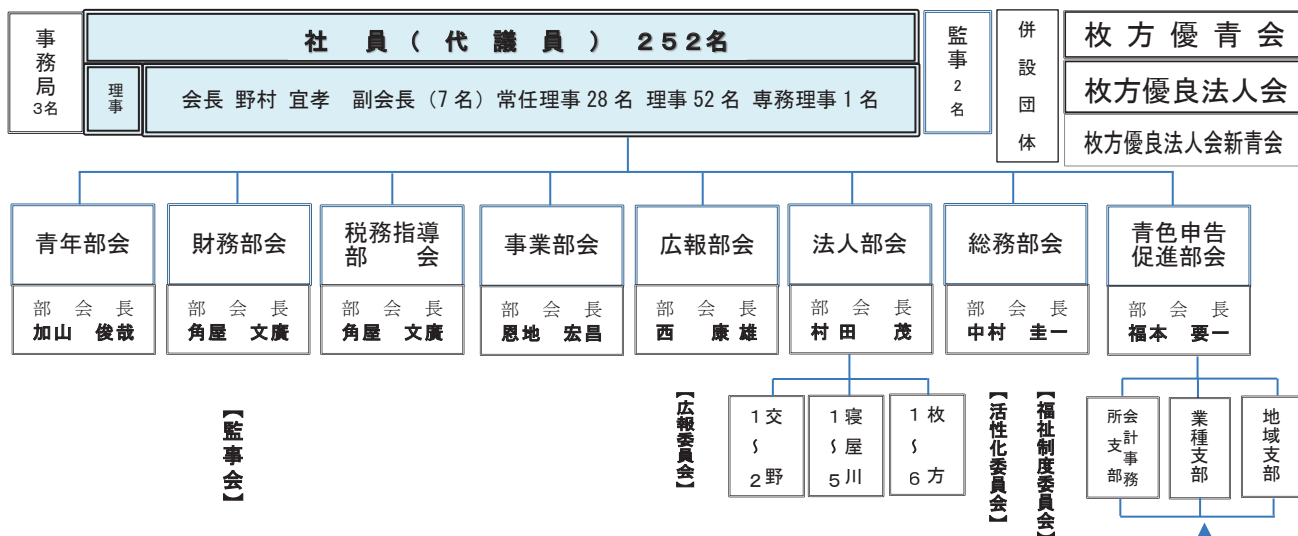 事務局
3名
社員(代議員) 252名
理事
会長 野村 宜孝 副会長(7名)常任理事28名 理事52名 専務理事1名
監事
2名
併設団体
枚方優青会
枚方優良法人会
枚方優良法人会新青会
青年部会
部会長
加山 俊哉
財務部会
部会長
角屋 文廣
税務指導
部会
部会長
角屋 文廣
事業部会
部会長
恩地 宏昌
広報部会
部会長
西 康雄
法人部会
部会長
村田 茂
総務部会
部会長
中村 圭一
青色申告
促進部会
部会長
福本 要一
【監事会】
【広報委員会】
交野
1~2
寝屋川
1~5
枚方
1~6
【活性化委員会】
【福祉制度委員会】
会計事務
所支部
業種支部
地域支部